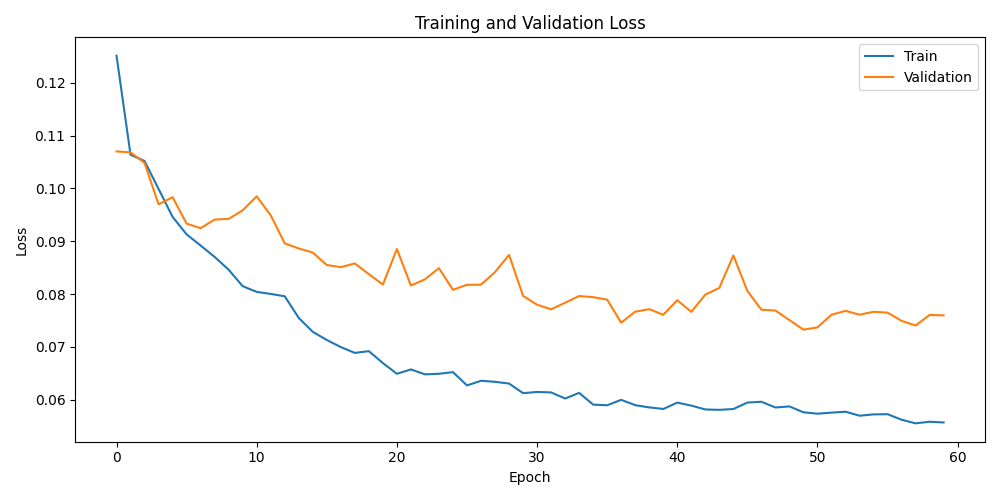 Training and Validation Loss
Train
Validation
0.12
0.11
0.10
0.09
0.08
0.07
0.06
Loss
0 10 20 30 40 50 60
Epoch